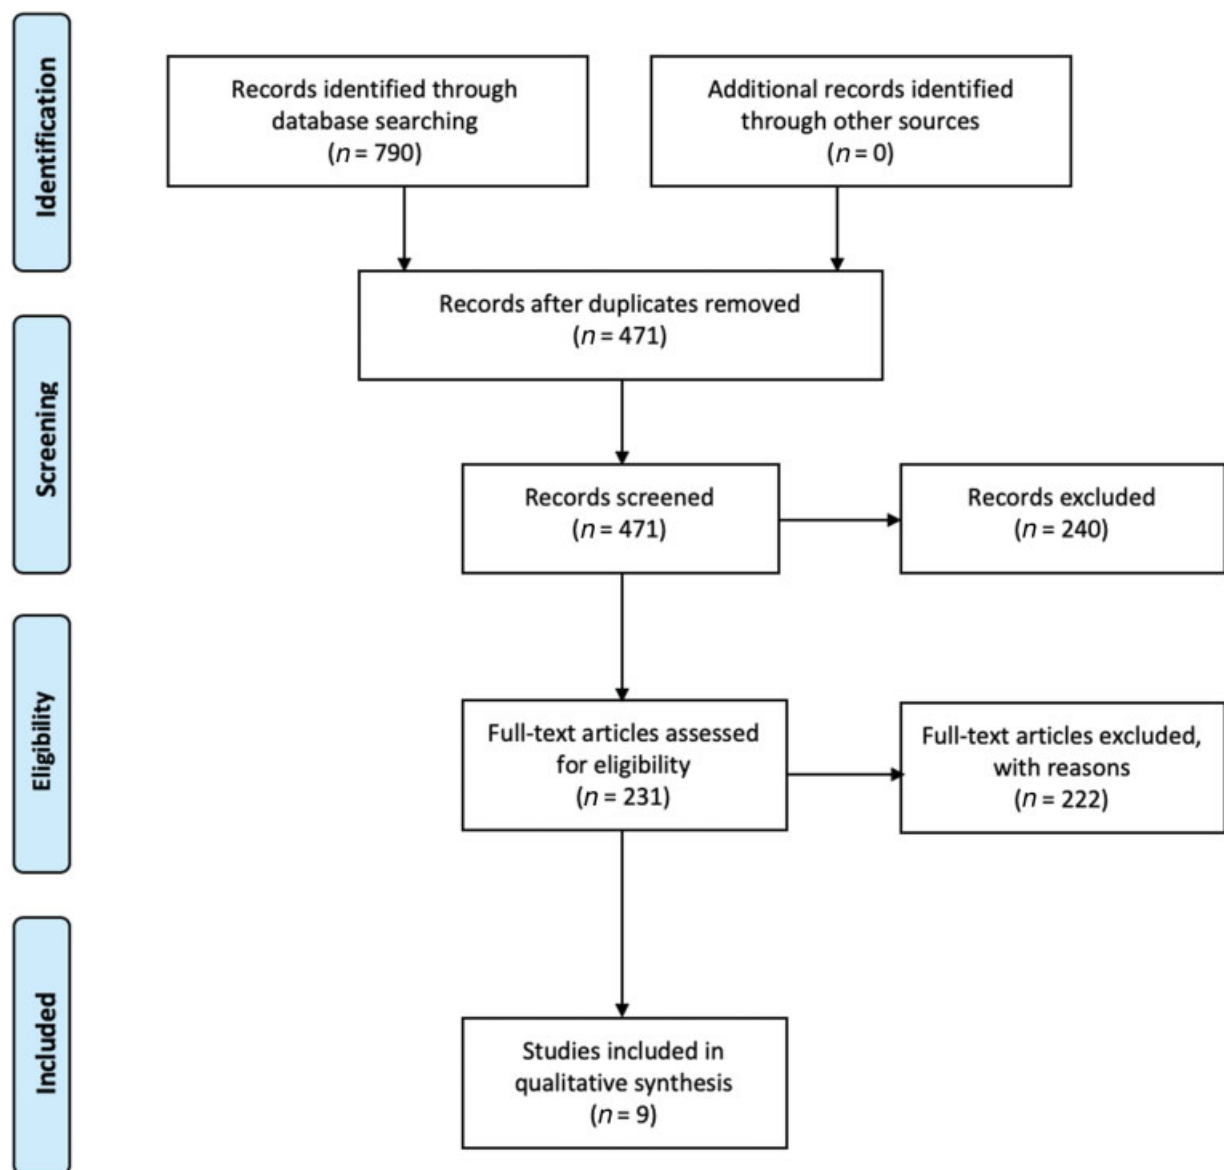 Identification
Records identified through
database searching
(n = 790)
Additional records identified
through other sources
(n = 0)
Records after duplicates removed
(n = 471)
Screening
Records screened
(n = 471)
Records excluded
(n = 240)
Eligibility
Full-text articles assessed
for eligibility
(n = 231)
Full-text articles excluded,
with reasons
(n = 222)
Included
Studies included in
qualitative synthesis
(n = 9)